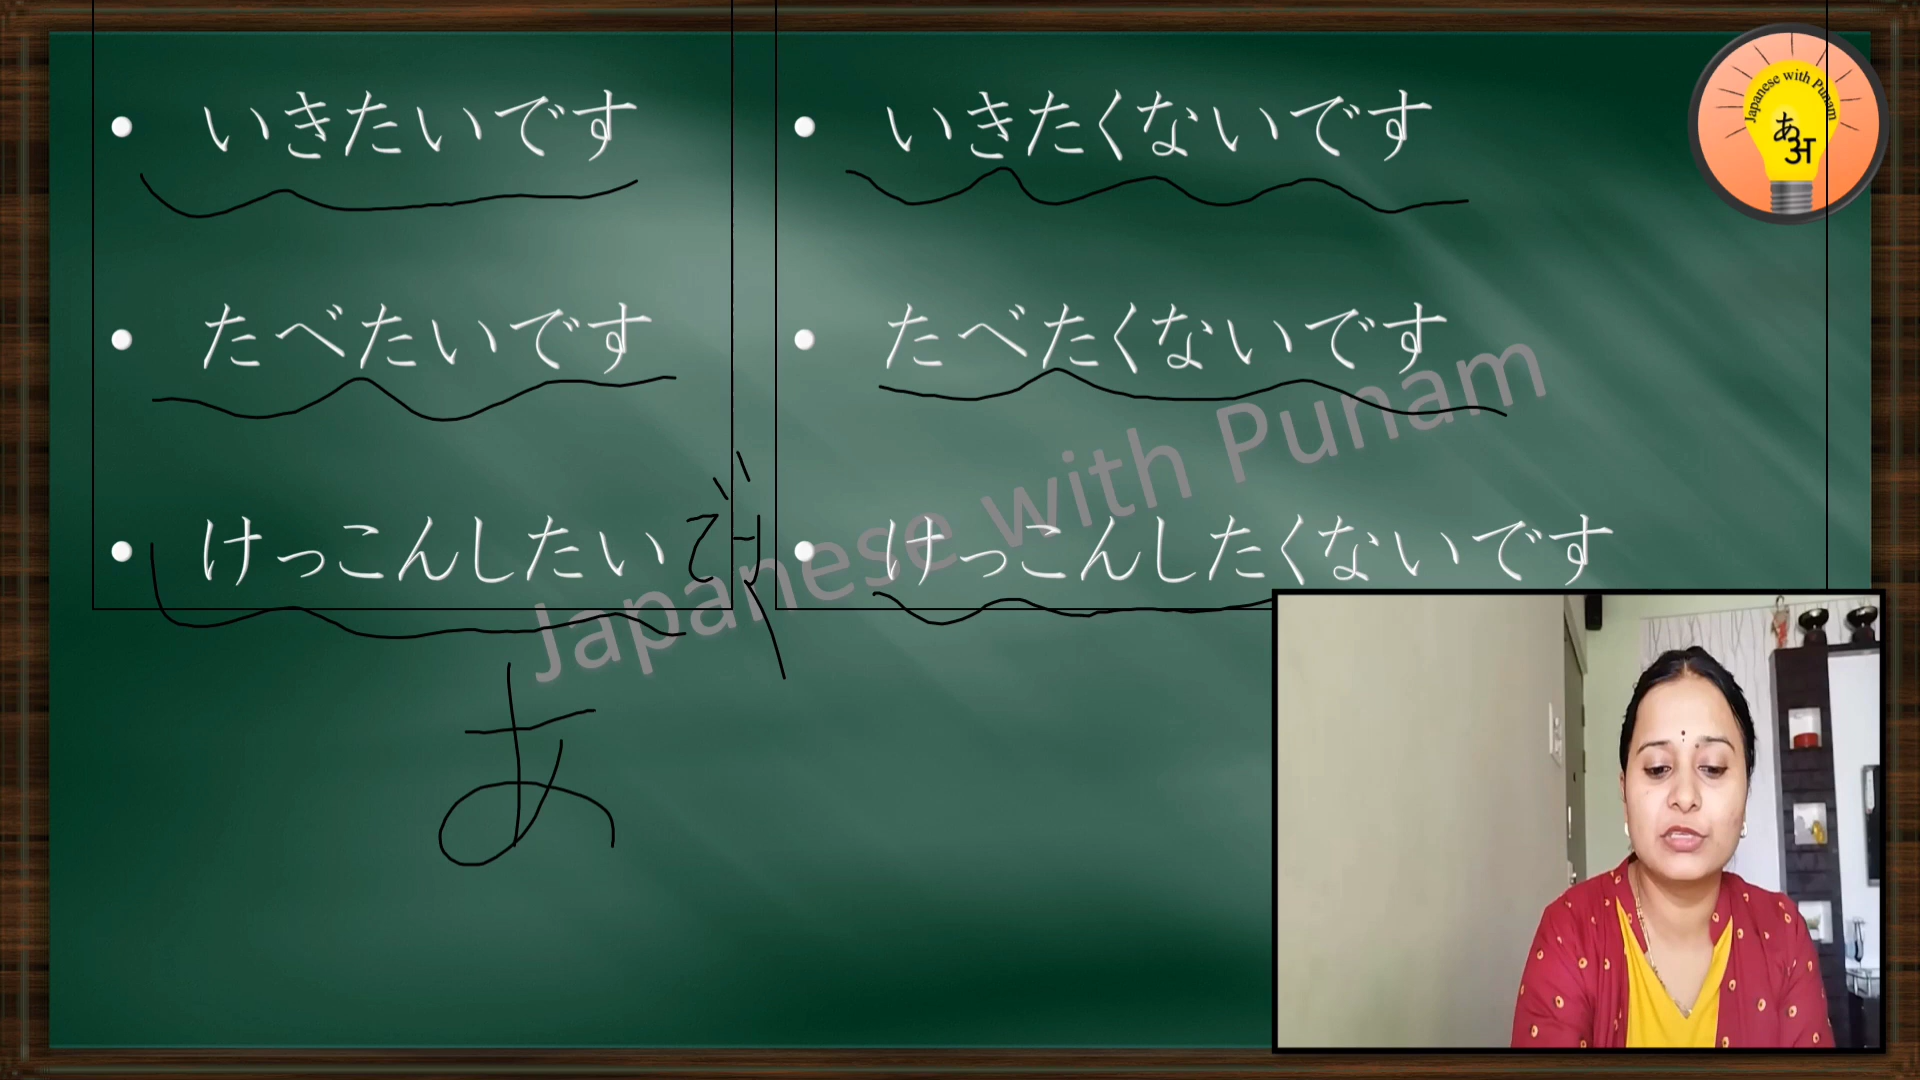 いきたいです
たべたいです
けっこんしたいです
あ
いきたくないです
たべたくないです
けっこんしたくないです
Japanese with Punam
Japanese with Punam
あ
अ